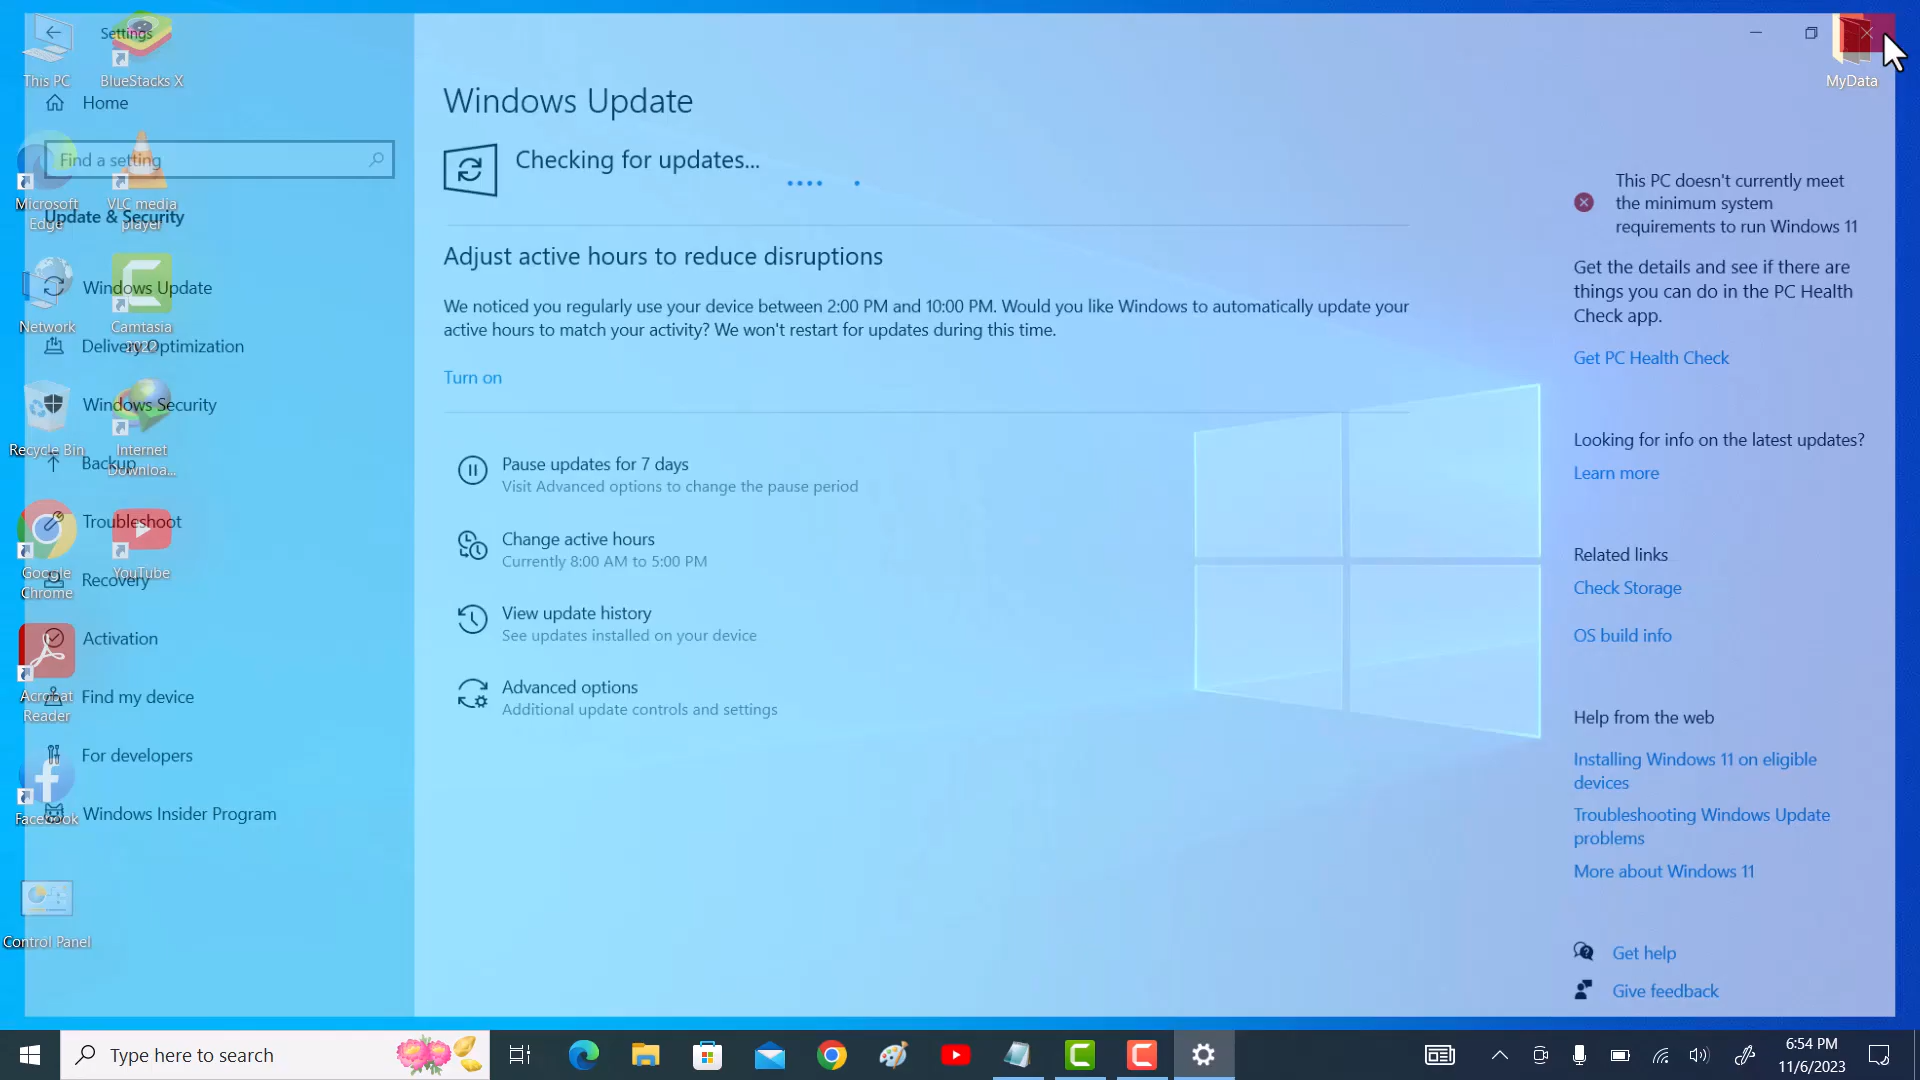 Settings
This PC
BlueStacks X
MyData
Home
Find a setting
Microsoft
Edge
VLC media
player
Update & Security
Windows Update
Network
Camtasia
2022
Delivery Optimization
Windows Security
Recycle Bin
Internet
Downloa...
Backup
Troubleshoot
Google
Chrome
YouTube
Recovery
Activation
Acrobat
Reader
Find my device
For developers
Facebook
Windows Insider Program
Control Panel
Windows Update
Checking for updates...
Adjust active hours to reduce disruptions
We noticed you regularly use your device between 2:00 PM and 10:00 PM. Would you like Windows to automatically update your
active hours to match your activity? We won't restart for updates during this time.
Turn on
Pause updates for 7 days
Visit Advanced options to change the pause period
Change active hours
Currently 8:00 AM to 5:00 PM
View update history
See updates installed on your device
Advanced options
Additional update controls and settings
This PC doesn't currently meet
the minimum system
requirements to run Windows 11
Get the details and see if there are
things you can do in the PC Health
Check app.
Get PC Health Check
Looking for info on the latest updates?
Learn more
Related links
Check Storage
OS build info
Help from the web
Installing Windows 11 on eligible
devices
Troubleshooting Windows Update
problems
More about Windows 11
Get help
Give feedback
Type here to search
6:54 PM
11/6/2023